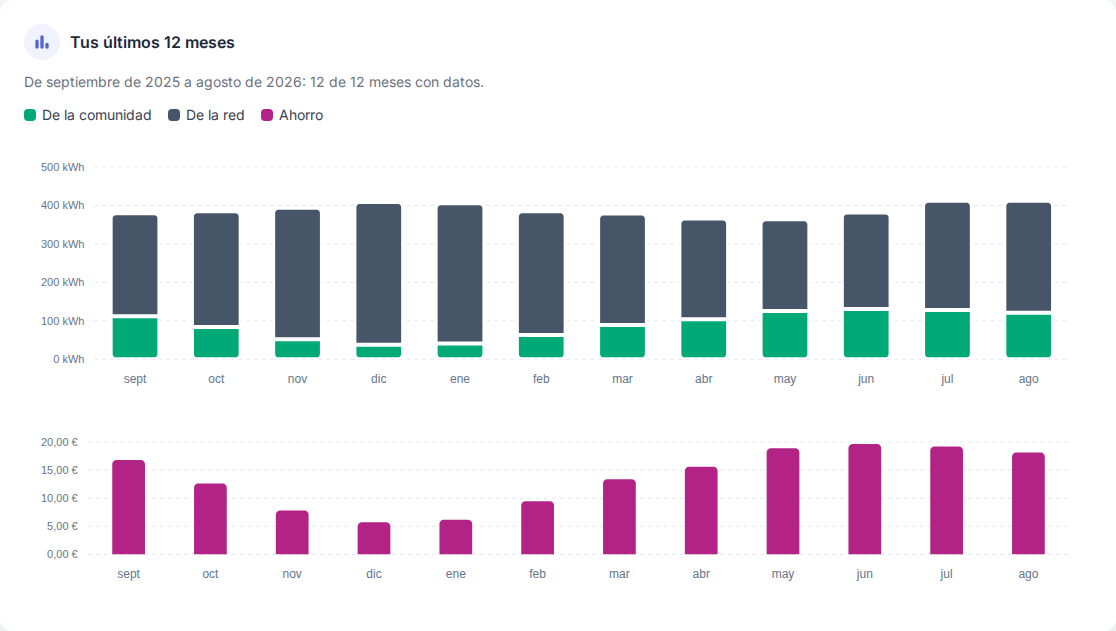 Tus últimos 12 meses
De septiembre de 2025 a agosto de 2026: 12 de 12 meses con datos.
De la comunidad De la red Ahorro
500 kWh
400 kWh
300 kWh
200 kWh
100 kWh
0 kWh
sept oct nov dic ene feb mar abr may jun jul ago
20,00 €
15,00 €
10,00 €
5,00 €
0,00 €
sept oct nov dic ene feb mar abr may jun jul ago